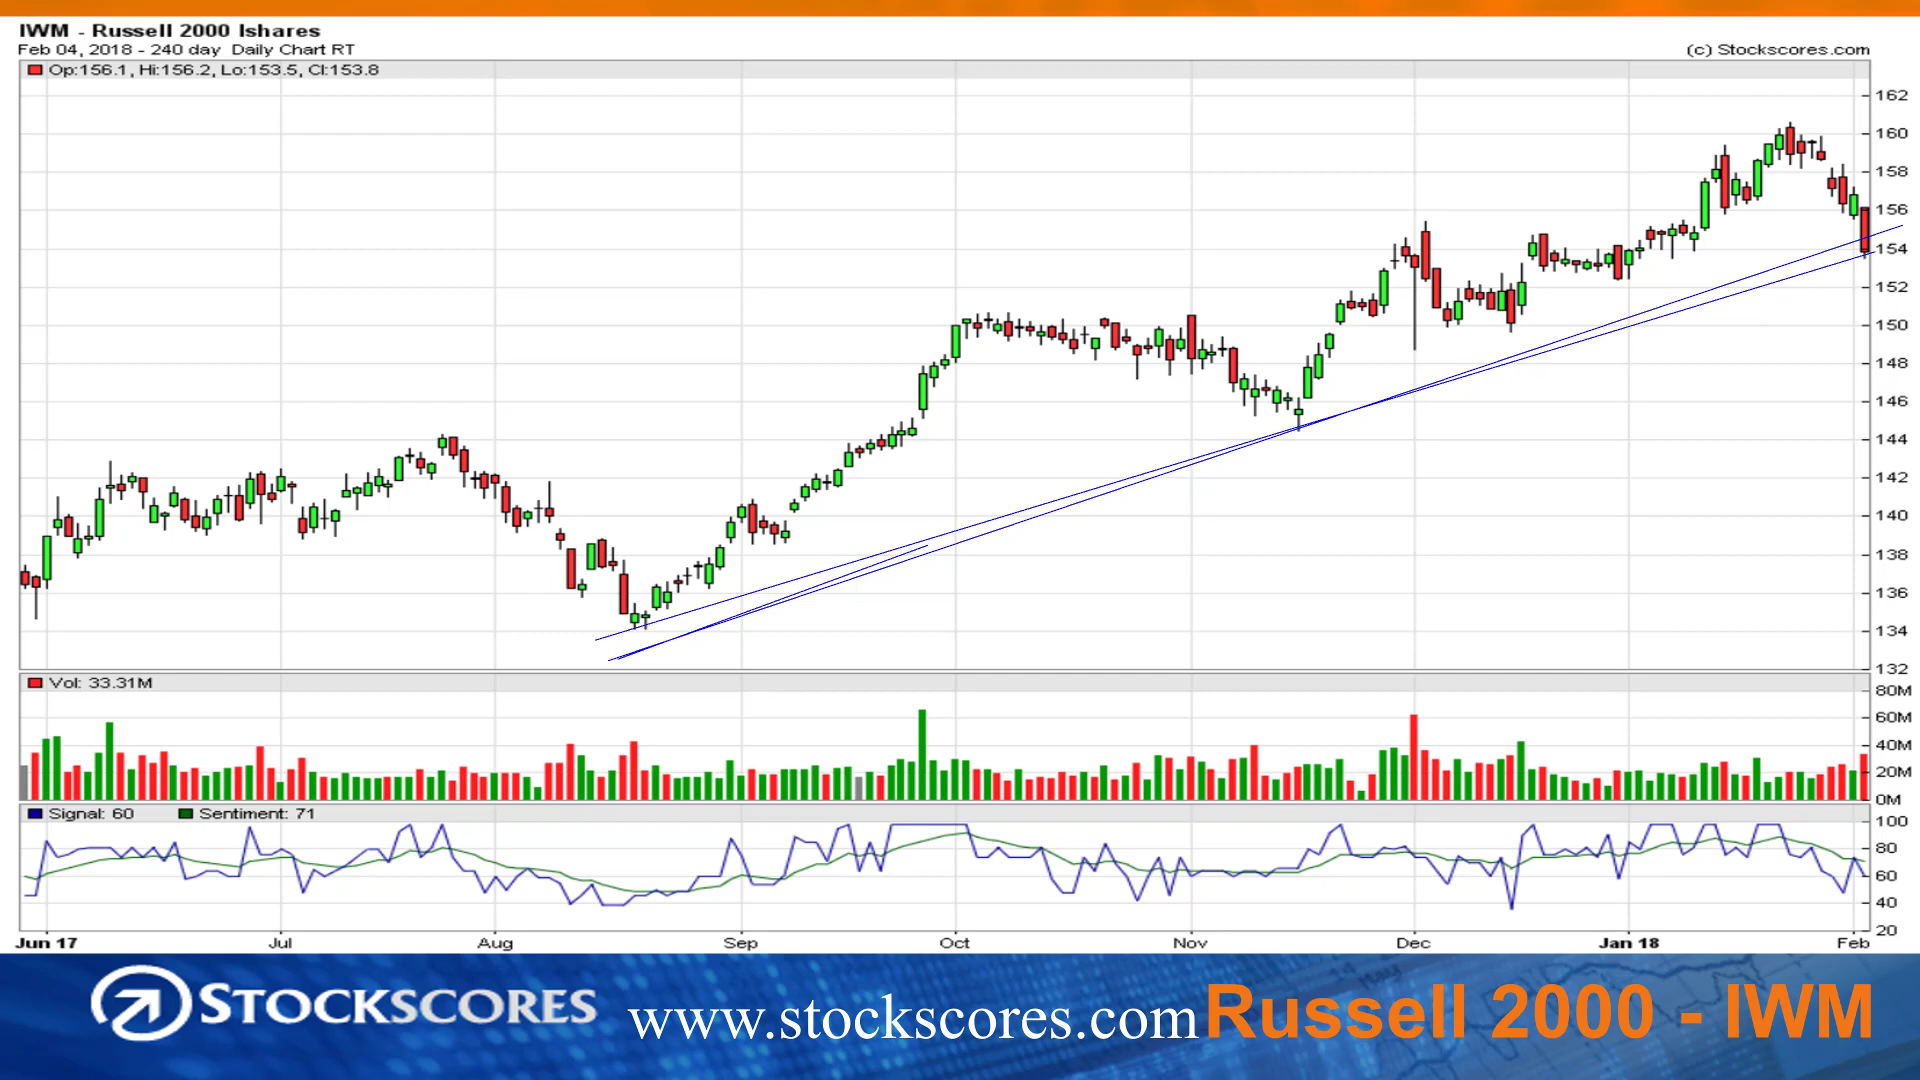 IWM - Russell 2000 Ishares
Feb 04, 2018 - 240 day  Daily Chart RT
(c) Stockscores.com
Op:156.1, Hi:156.2, Lo:153.5, Cl:153.8
162
160
158
156
154
152
150
148
146
144
142
140
138
136
134
132
Vol: 33.31M
80M
60M
40M
20M
0M
Signal: 60 Sentiment: 71
100
80
60
40
20
Jun 17 Jul Aug Sep Oct Nov Dec Jan 18 Feb
STOCKSCORES www.stockscores.com Russell 2000 - IWM